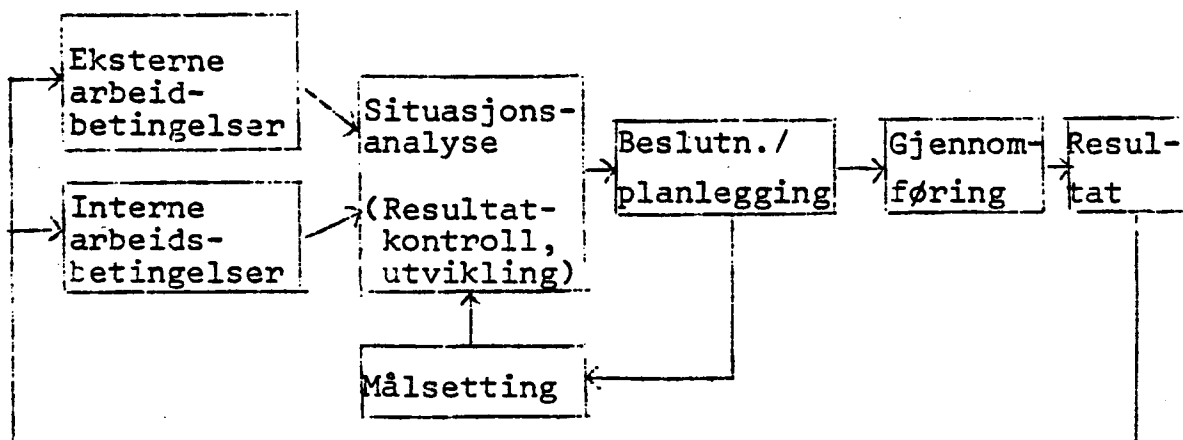 Eksterne
arbeid-
betingelser
Interne
arbeids-
betingelser
Situasjons-
analyse
(Resultat-
kontroll,
utvikling)
Målsetting
Beslutn./
planlegging
Gjennom-
føring
Resul-
tat